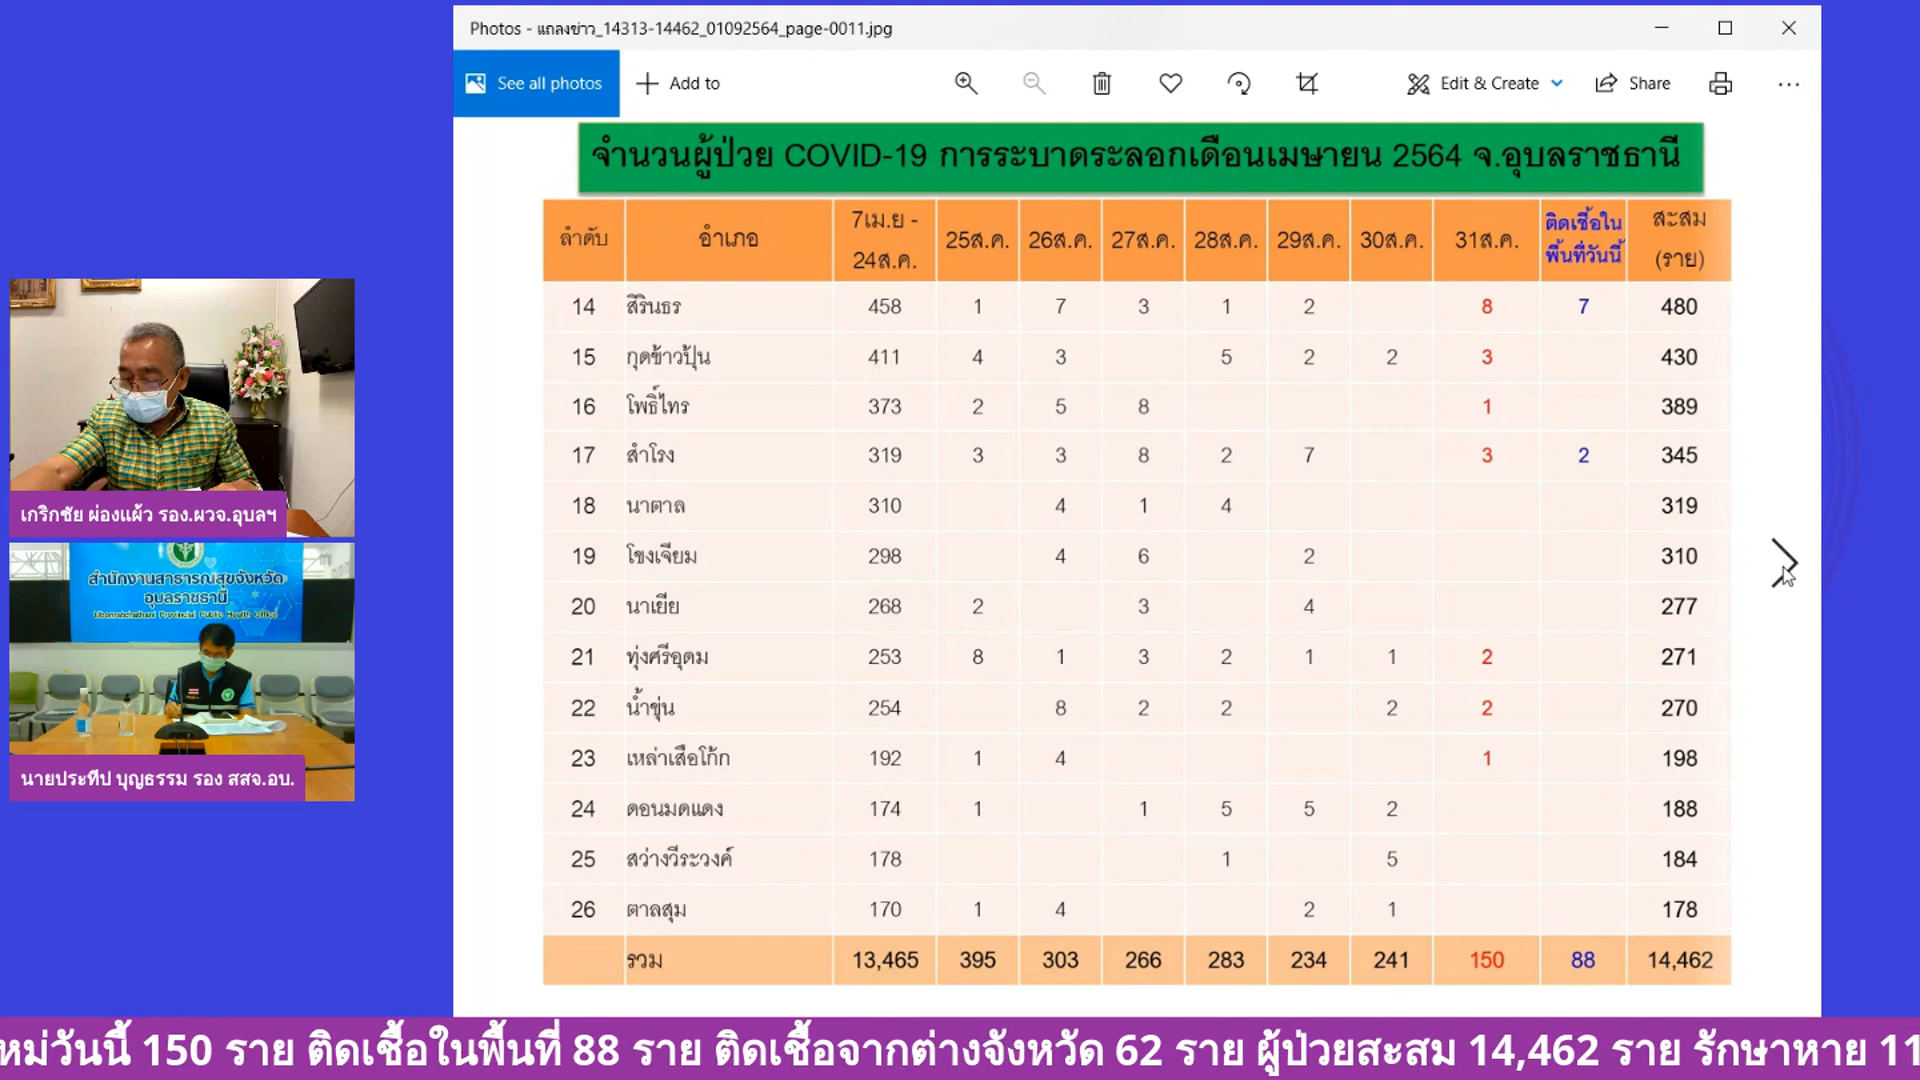 Photos - แถลงข่าว_14313-14462_01092564_page-0011.jpg
See all photos
Add to
Edit & Create
Share
จำนวนผู้ป่วย COVID-19 การระบาดระลอกเดือนเมษายน 2564 จ.อุบลราชธานี
ลำดับ อำเภอ 7เม.ย - 24ส.ค. 25ส.ค. 26ส.ค. 27ส.ค. 28ส.ค. 29ส.ค. 30ส.ค. 31ส.ค. ติดเชื้อใน พื้นที่วันนี้ สะสม (ราย)
14 สิรินธร 458 1 7 3 1 2 8 7 480
15 กุดข้าวปุ้น 411 4 3 5 2 2 3 430
16 โพธิ์ไทร 373 2 5 8 1 389
17 สำโรง 319 3 3 8 2 7 3 2 345
18 นาตาล 310 4 1 4 319
19 โขงเจียม 298 4 6 2 310
20 นาเยีย 268 2 3 4 277
21 ทุ่งศรีอุดม 253 8 1 3 2 1 1 2 271
22 น้ำขุ่น 254 8 2 2 2 2 270
23 เหล่าเสือโก้ก 192 1 4 1 198
24 ดอนมดแดง 174 1 1 5 5 2 188
25 สว่างวีระวงศ์ 178 1 5 184
26 ตาลสุม 170 1 4 2 1 178
รวม 13,465 395 303 266 283 234 241 150 88 14,462
เกริกชัย ผ่องแผ้ว รอง.ผวจ.อุบลฯ
สำนักงานสาธารณสุขจังหวัด
อุบลราชธานี
Ubonratchathani Provincial Public Health Office
นายประทีป บุญธรรม รอง สสจ.อบ.
หม่วันนี้ 150 ราย ติดเชื้อในพื้นที่ 88 ราย ติดเชื้อจากต่างจังหวัด 62 ราย ผู้ป่วยสะสม 14,462 ราย รักษาหาย 11